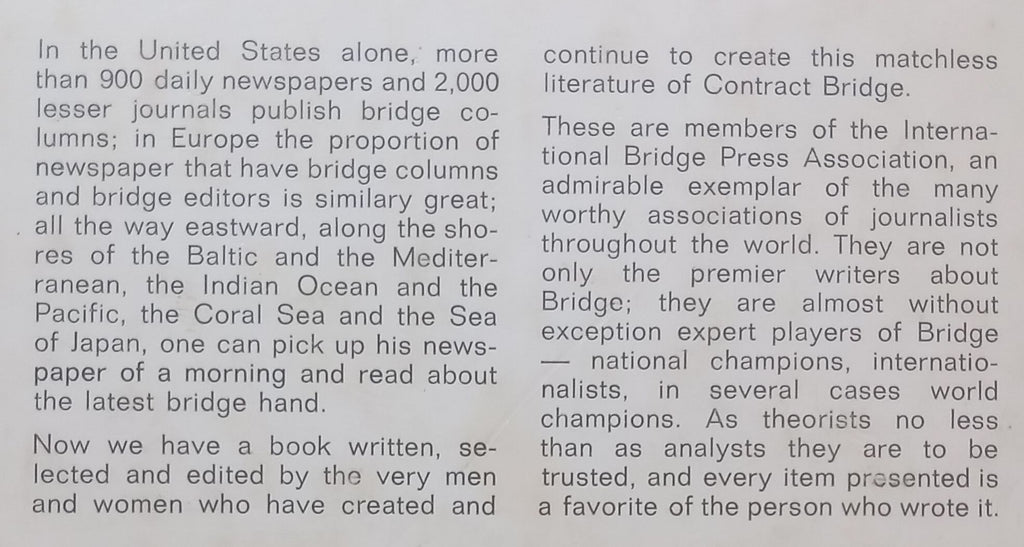 In the United States alone, more
than 900 daily newspapers and 2,000
lesser journals publish bridge co-
lumns; in Europe the proportion of
newspaper that have bridge columns
and bridge editors is similary great;
all the way eastward, along the sho-
res of the Baltic and the Mediter-
ranean, the Indian Ocean and the
Pacific, the Coral Sea and the Sea
of Japan, one can pick up his news-
paper of a morning and read about
the latest bridge hand.
Now we have a book written, se-
lected and edited by the very men
and women who have created and
continue to create this matchless
literature of Contract Bridge.
These are members of the Interna-
tional Bridge Press Association, an
admirable exemplar of the many
worthy associations of journalists
throughout the world. They are not
only the premier writers about
Bridge; they are almost without
exception expert players of Bridge
— national champions, internatio-
nalists, in several cases world
champions. As theorists no less
than as analysts they are to be
trusted, and every item presented is
a favorite of the person who wrote it.